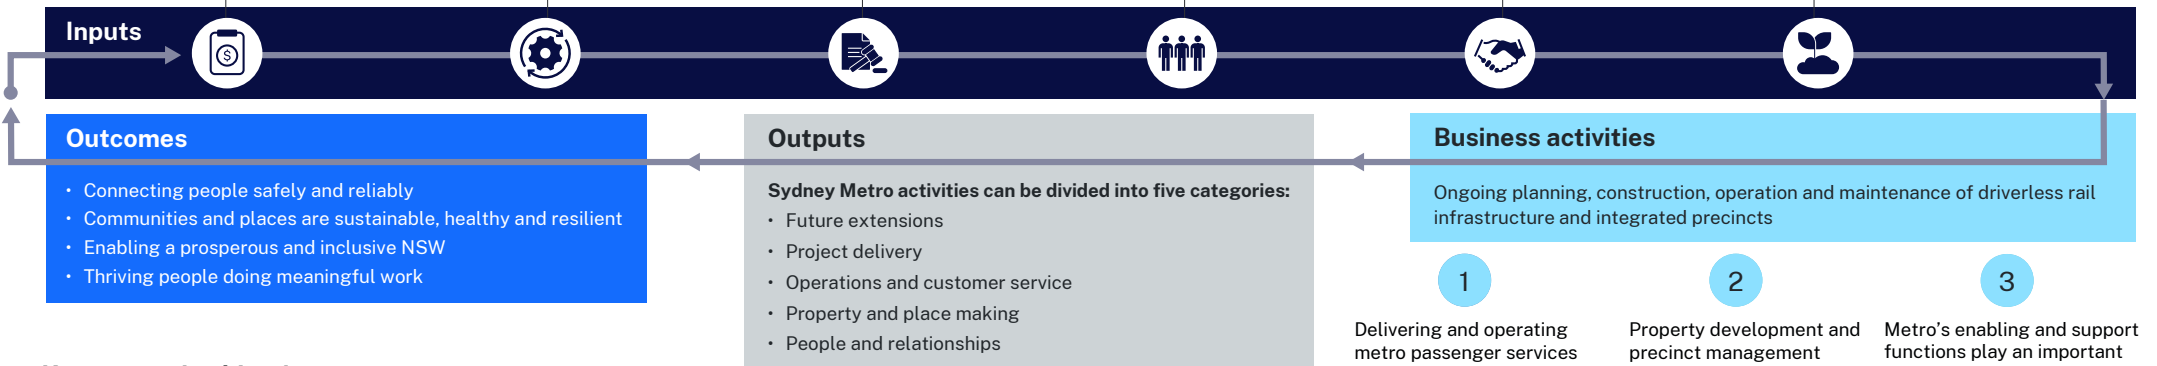 Inputs
$
Outcomes
• Connecting people safely and reliably
• Communities and places are sustainable, healthy and resilient
• Enabling a prosperous and inclusive NSW
• Thriving people doing meaningful work
Outputs
Sydney Metro activities can be divided into five categories:
• Future extensions
• Project delivery
• Operations and customer service
• Property and place making
• People and relationships
Business activities
Ongoing planning, construction, operation and maintenance of driverless rail
infrastructure and integrated precincts
1
Delivering and operating
metro passenger services
2
Property development and
precinct management
3
Metro’s enabling and support
functions play an important